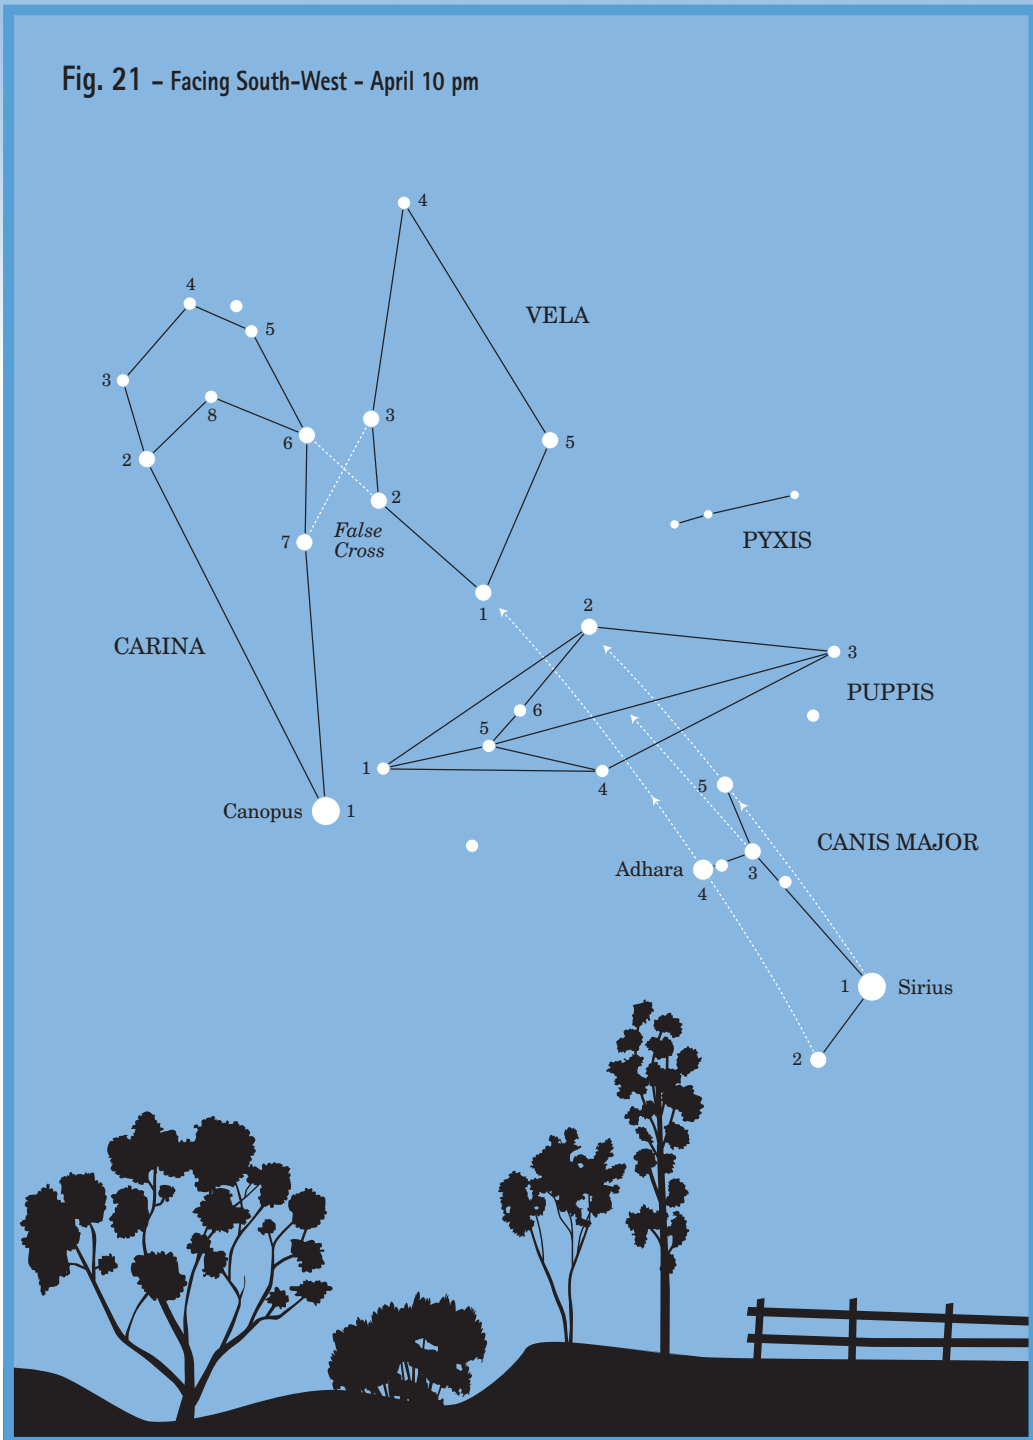 Fig. 21 – Facing South-West - April 10 pm
4
4
VELA
5
3
8
3
6
5
2
2
False
Cross
7
PYXIS
1
2
CARINA
3
PUPPIS
6
5
1
4
5
Canopus
1
CANIS MAJOR
Adhara
3
4
1
Sirius
2